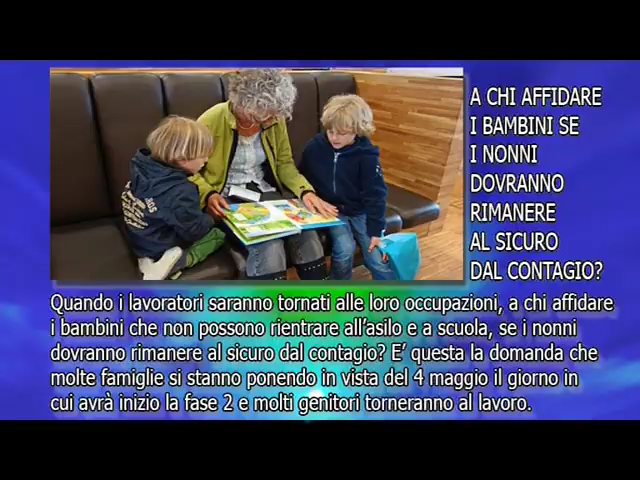 A CHI AFFIDARE
I BAMBINI SE
I NONNI
DOVRANNO
RIMANERE
AL SICURO
DAL CONTAGIO?
Quando i lavoratori saranno tornati alle loro occupazioni, a chi affidare
i bambini che non possono rientrare all’asilo e a scuola, se i nonni
dovranno rimanere al sicuro dal contagio? E’ questa la domanda che
molte famiglie si stanno ponendo in vista del 4 maggio il giorno in
cui avrà inizio la fase 2 e molti genitori torneranno al lavoro.